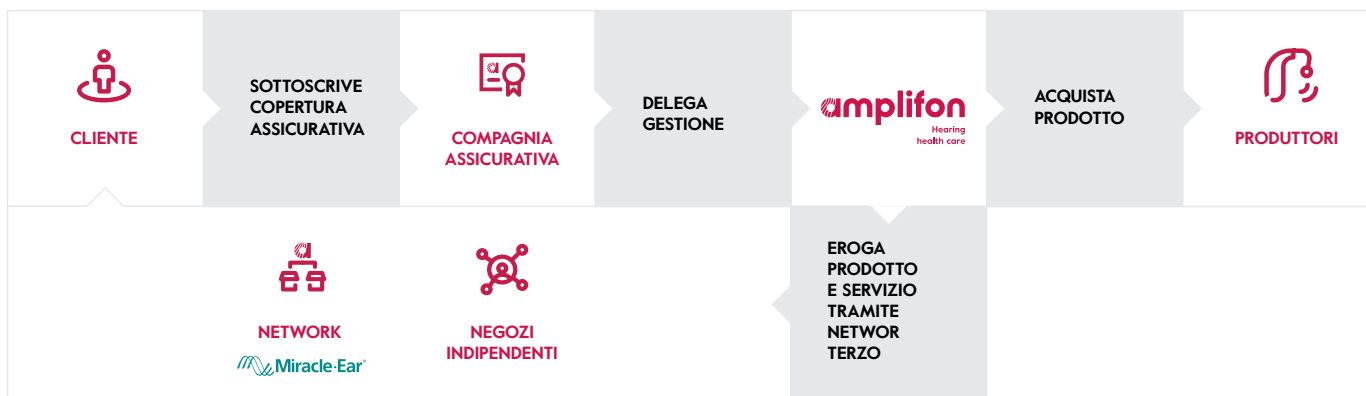 CLIENTE
SOTTOSCRIVE
COPERTURA
ASSICURATIVA
COMPAGNIA
ASSICURATIVA
DELEGA
GESTIONE
amplifon
Hearing
health care
ACQUISTA
PRODOTTO
PRODUTTORI
NETWORK
Miracle-Ear®
NEGOZI
INDIPENDENTI
EROGA
PRODOTTO
E SERVIZIO
TRAMITE
NETWOR
TERZO